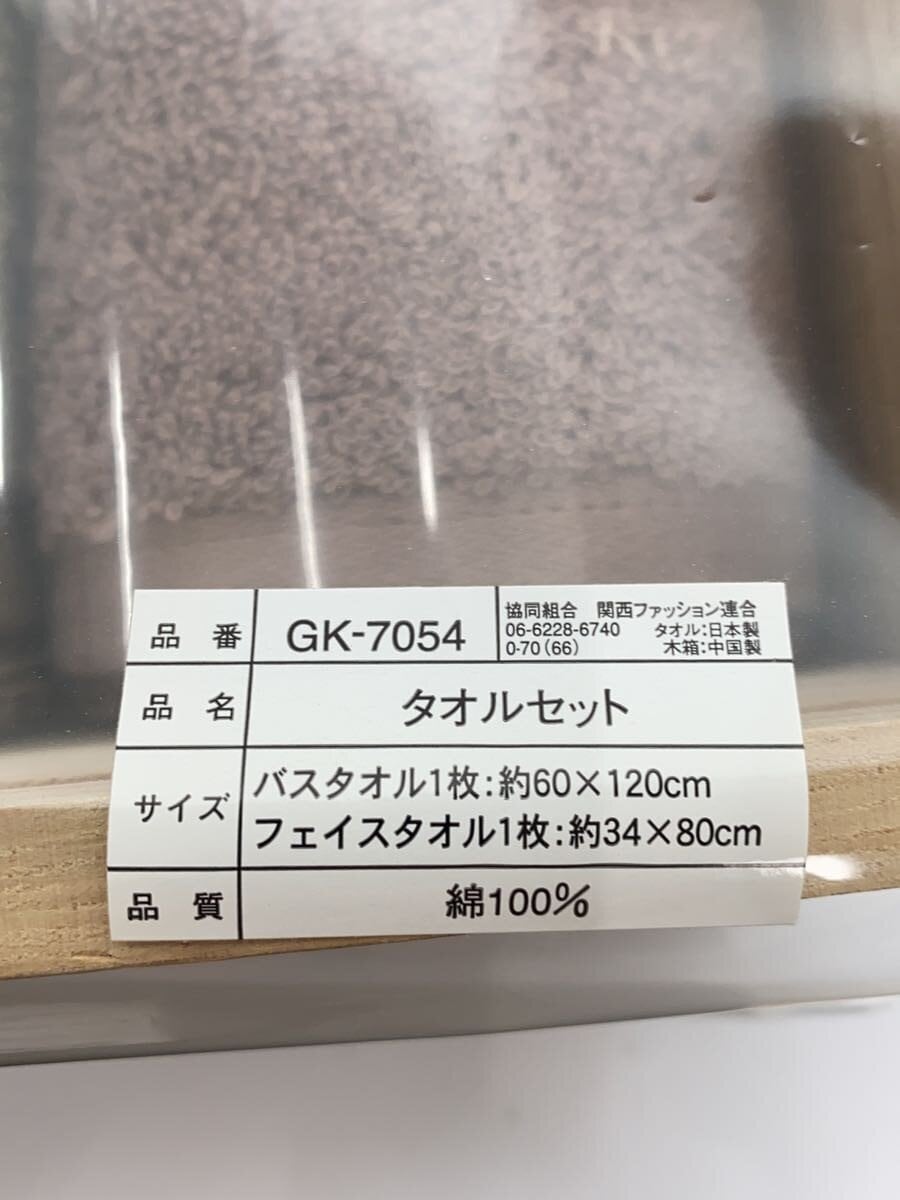 品番 GK-7054
協同組合 関西ファッション連合
06-6228-6740 タオル:日本製
0-70(66) 木箱:中国製
品名 タオルセット
サイズ バスタオル1枚:約60×120cm
フェイスタオル1枚:約34×80cm
品質 綿100%